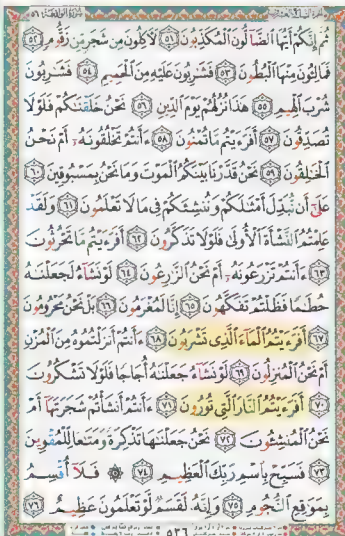 ثُمَّ إِنَّكُمْ أَيُّهَا ٱلضَّآلُّونَ ٱلْمُكَذِّبُونَ ٥١ لَأَكِلُونَ مِن شَجَرٍ مِّن زَقُّومٍ ٥٢
فَمَالِـُٔونَ مِنْهَا ٱلْبُطُونَ ٥٣ فَشَٰرِبُونَ عَلَيْهِ مِنَ ٱلْحَمِيمِ ٥٤ فَشَٰرِبُونَ
شُرْبَ ٱلْهِيمِ ٥٥ هَٰذَا نُزُلُهُمْ يَوْمَ ٱلدِّينِ ٥٦ نَحْنُ خَلَقْنَٰكُمْ فَلَوْلَا
تُصَدِّقُونَ ٥٧ أَفَرَءَيْتُم مَّا تُمْنُونَ ٥٨ ءَأَنتُمْ تَخْلُقُونَهُۥٓ أَمْ نَحْنُ
ٱلْخَٰلِقُونَ ٥٩ نَحْنُ قَدَّرْنَا بَيْنَكُمُ ٱلْمَوْتَ وَمَا نَحْنُ بِمَسْبُوقِينَ ٦٠
عَلَىٰٓ أَن نُّبَدِّلَ أَمْثَٰلَكُمْ وَنُنشِئَكُمْ فِى مَا لَا تَعْلَمُونَ ٦١ وَلَقَدْ
عَلِمْتُمُ ٱلنَّشْأَةَ ٱلْأُولَىٰ فَلَوْلَا تَذَكَّرُونَ ٦٢ أَفَرَءَيْتُم مَّا تَحْرُثُونَ
٦٣ ءَأَنتُمْ تَزْرَعُونَهُۥٓ أَمْ نَحْنُ ٱلزَّٰرِعُونَ ٦٤ لَوْ نَشَآءُ لَجَعَلْنَٰهُ
حُطَٰمًا فَظَلْتُمْ تَفَكَّهُونَ ٦٥ إِنَّا لَمُغْرَمُونَ ٦٦ بَلْ نَحْنُ مَحْرُومُونَ
٦٧ أَفَرَءَيْتُمُ ٱلْمَآءَ ٱلَّذِى تَشْرَبُونَ ٦٨ ءَأَنتُمْ أَنزَلْتُمُوهُ مِنَ ٱلْمُزْنِ
أَمْ نَحْنُ ٱلْمُنزِلُونَ ٦٩ لَوْ نَشَآءُ جَعَلْنَٰهُ أُجَاجًا فَلَوْلَا تَشْكُرُونَ
٧٠ أَفَرَءَيْتُمُ ٱلنَّارَ ٱلَّتِى تُورُونَ ٧١ ءَأَنتُمْ أَنشَأْتُمْ شَجَرَتَهَآ أَمْ
نَحْنُ ٱلْمُنشِـُٔونَ ٧٢ نَحْنُ جَعَلْنَٰهَا تَذْكِرَةً وَمَتَٰعًا لِّلْمُقْوِينَ
٧٣ فَسَبِّحْ بِٱسْمِ رَبِّكَ ٱلْعَظِيمِ ٧٤ ۞ فَلَآ أُقْسِمُ
بِمَوَٰقِعِ ٱلنُّجُومِ ٧٥ وَإِنَّهُۥ لَقَسَمٌ لَّوْ تَعْلَمُونَ عَظِيمٌ ٧٦
٥٣٦